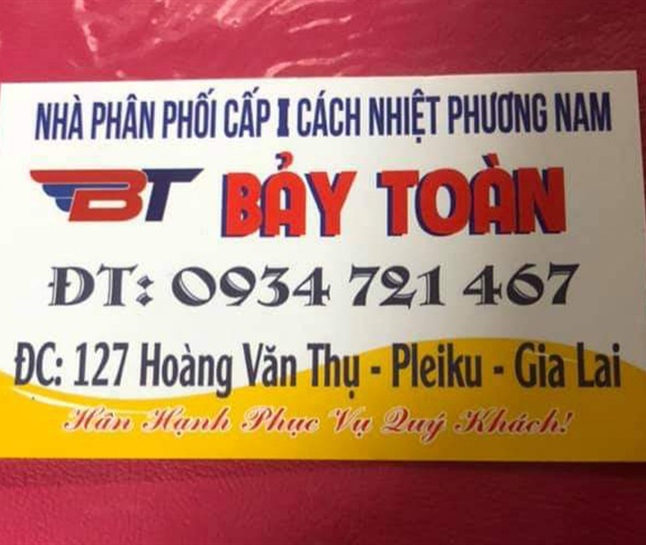 NHÀ PHÂN PHỐI CẤP I CÁCH NHIỆT PHƯƠNG NAM
BT BẢY TOÀN
ĐT: 0934 721 467
ĐC: 127 Hoàng Văn Thụ - Pleiku - Gia Lai
Hân Hạnh Phục Vụ Quý Khách!